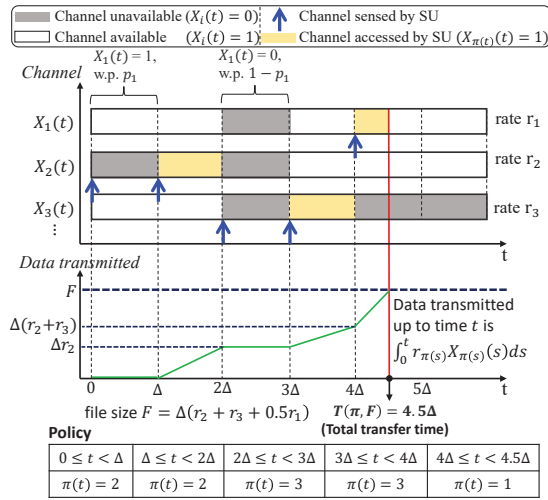 Channel unavailable (X_i(t) = 0) Channel sensed by SU
Channel available (X_i(t) = 1) Channel accessed by SU (X_{π(t)}(t) = 1)
Channel
X_1(t) = 1, w.p. p_1
X_1(t) = 0, w.p. 1 − p_1
X_1(t) rate r_1
X_2(t) rate r_2
X_3(t) rate r_3
⋮
t
Data transmitted
F
Δ(r_2+r_3)
Δr_2
Data transmitted
up to time t is
∫_0^t r_{π(s)}X_{π(s)}(s)ds
0 Δ 2Δ 3Δ 4Δ 5Δ t
file size F = Δ(r_2 + r_3 + 0.5r_1) T(π, F) = 4.5Δ
(Total transfer time)
Policy
0 ≤ t < Δ Δ ≤ t < 2Δ 2Δ ≤ t < 3Δ 3Δ ≤ t < 4Δ 4Δ ≤ t < 4.5Δ
π(t) = 2 π(t) = 2 π(t) = 3 π(t) = 3 π(t) = 1